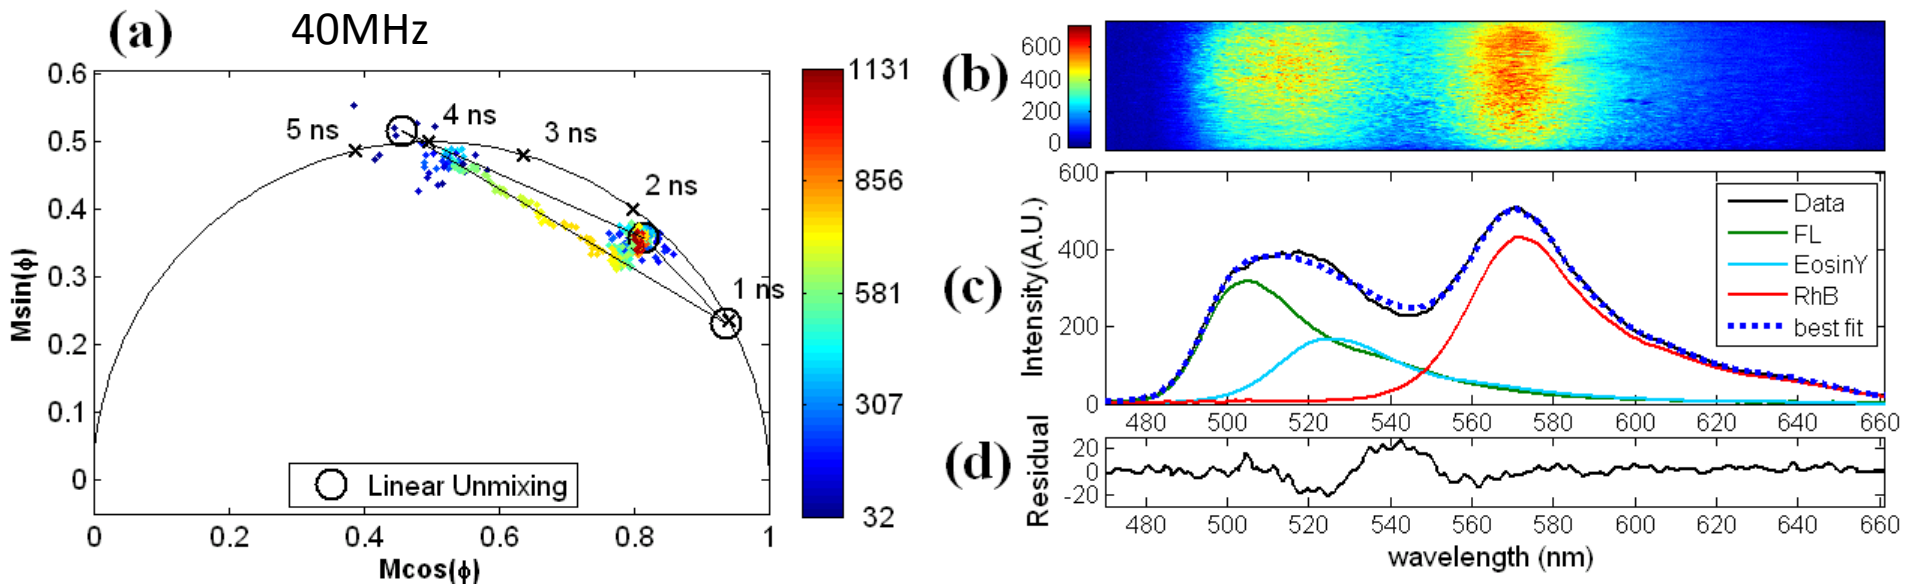 (a)
40MHz
0.6
0.5
0.4
0.3
0.2
0.1
0
Msin(ϕ)
5 ns
4 ns
3 ns
2 ns
1 ns
Linear Unmixing
0 0.2 0.4 0.6 0.8 1
Mcos(ϕ)
1131
856
581
307
32
(b)
600
400
200
0
(c)
600
400
200
0
Intensity(A.U.)
Data
FL
EosinY
RhB
best fit
480 500 520 540 560 580 600 620 640 660
(d)
Residual
20
0
-20
480 500 520 540 560 580 600 620 640 660
wavelength (nm)